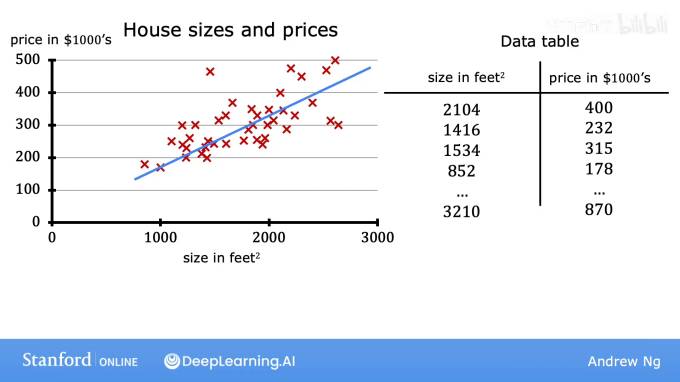 House sizes and prices
price in $1000's
500
400
300
200
100
0
0 1000 2000 3000
size in feet²
Data table
size in feet² price in $1000's
2104 400
1416 232
1534 315
852 178
... ...
3210 870
bilibili
Stanford ONLINE DeepLearning.AI Andrew Ng